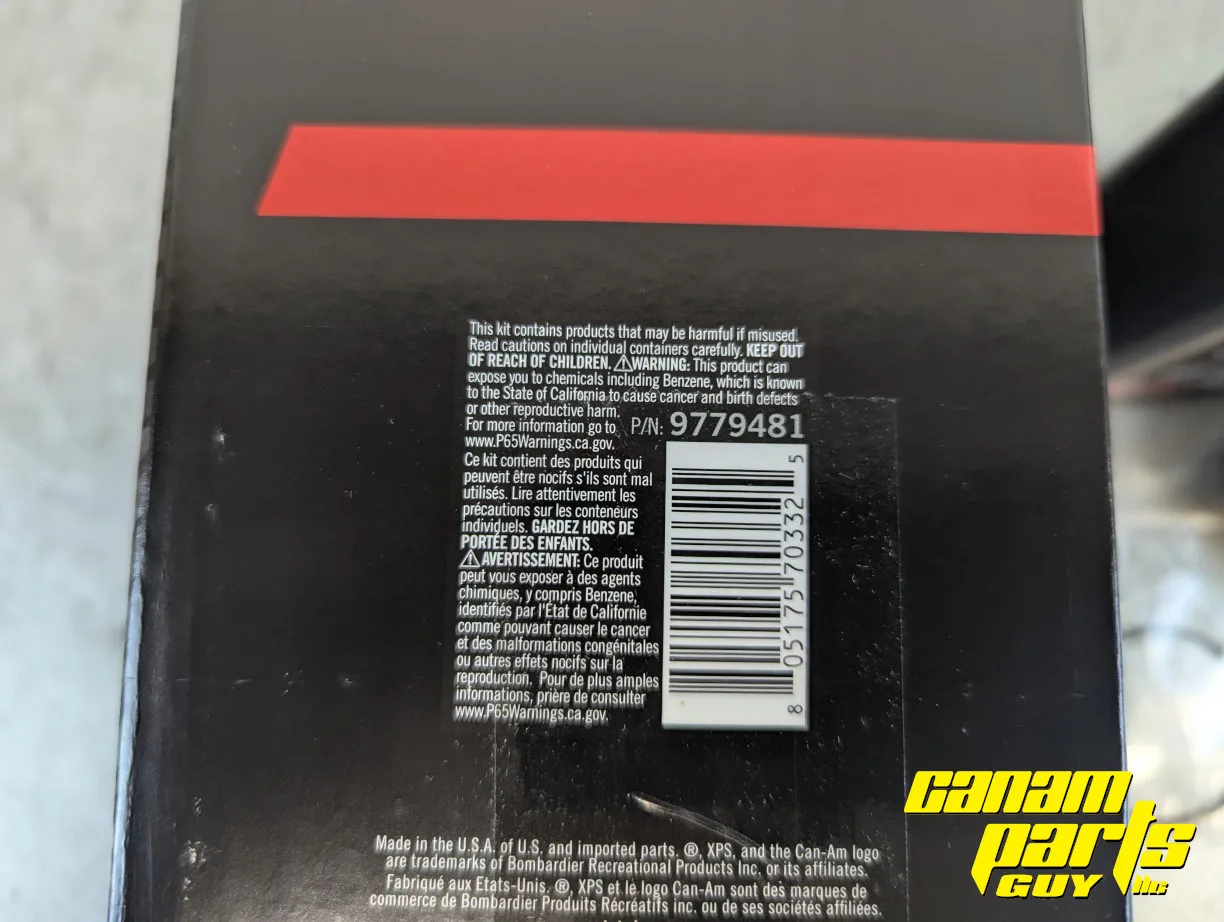 This kit contains products that may be harmful if misused.
Read cautions on individual containers carefully. KEEP OUT
OF REACH OF CHILDREN. ⚠WARNING: This product can
expose you to chemicals including Benzene, which is known
to the State of California to cause cancer and birth defects
or other reproductive harm.
For more information go to
www.P65Warnings.ca.gov.
P/N: 9779481
Ce kit contient des produits qui
peuvent être nocifs s'ils sont mal
utilisés. Lire attentivement les
précautions sur les conteneurs
individuels. GARDEZ HORS DE
PORTÉE DES ENFANTS.
⚠AVERTISSEMENT: Ce produit
peut vous exposer à des agents
chimiques, y compris Benzene,
identifiés par l'Etat de Californie
comme pouvant causer le cancer
et des malformations congénitales
ou autres effets nocifs sur la
reproduction. Pour de plus amples
informations, prière de consulter
www.P65Warnings.ca.gov.
8 05175 70332 5
Made in the U.S.A. of U.S. and imported parts. ®, XPS, and the Can-Am logo
are trademarks of Bombardier Recreational Products Inc. or its affiliates.
Fabriqué aux Etats-Unis. ®, XPS et le logo Can-Am sont des marques de
commerce de Bombardier Produits Récréatifs inc. ou de ses sociétés affiliées.
canam
parts
GUY llc